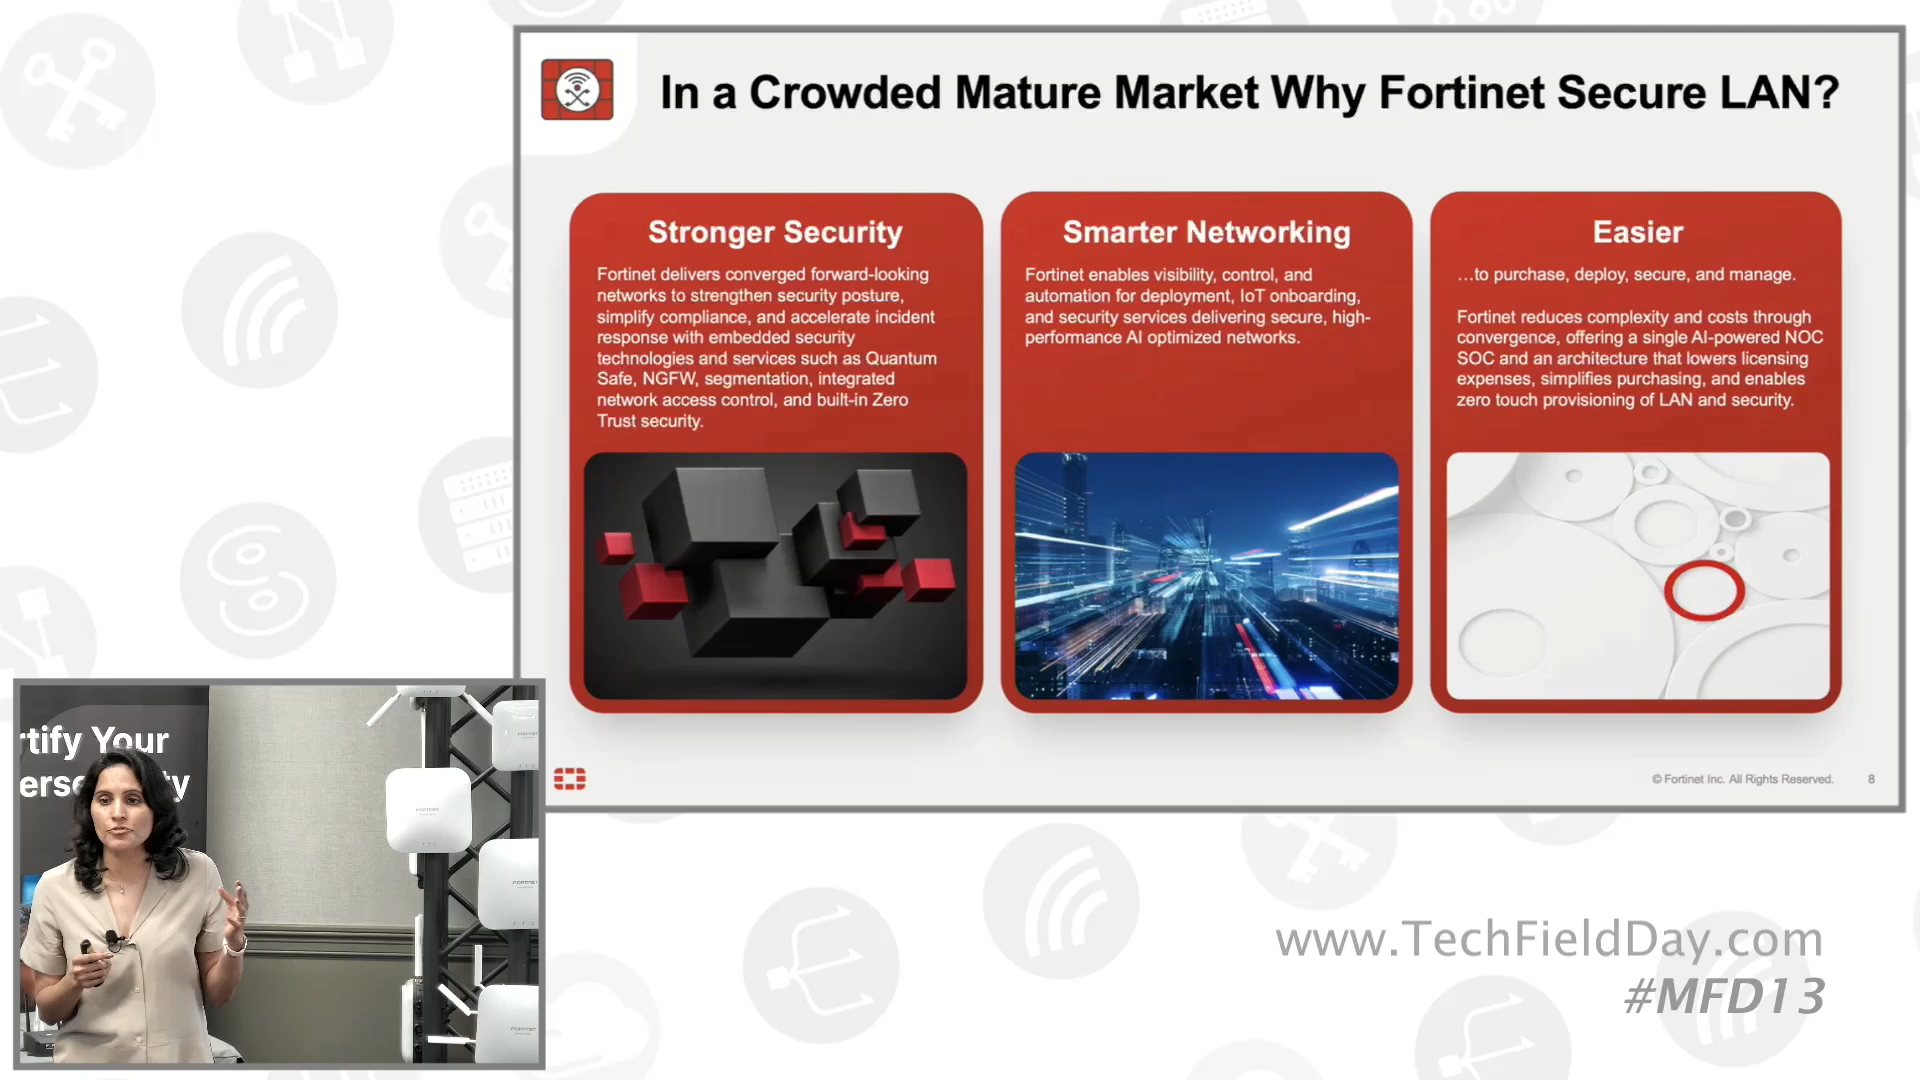 In a Crowded Mature Market Why Fortinet Secure LAN?
Stronger Security
Fortinet delivers converged forward-looking
networks to strengthen security posture,
simplify compliance, and accelerate incident
response with embedded security
technologies and services such as Quantum
Safe, NGFW, segmentation, integrated
network access control, and built-in Zero
Trust security.
Smarter Networking
Fortinet enables visibility, control, and
automation for deployment, IoT onboarding,
and security services delivering secure, high-
performance AI optimized networks.
Easier
...to purchase, deploy, secure, and manage.
Fortinet reduces complexity and costs through
convergence, offering a single AI-powered NOC
SOC and an architecture that lowers licensing
expenses, simplifies purchasing, and enables
zero touch provisioning of LAN and security.
© Fortinet Inc. All Rights Reserved.
8
rtify Your
www.TechFieldDay.com
#MFD13